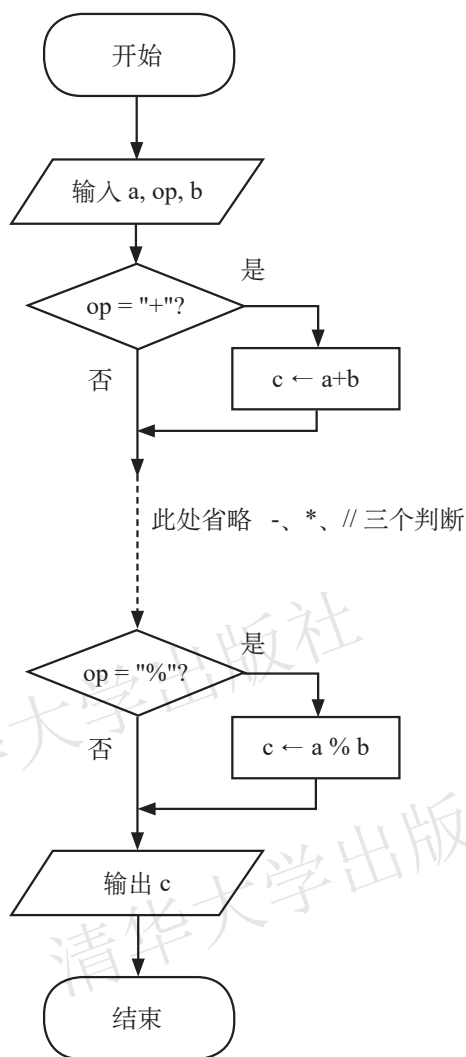 开始
输入 a, op, b
op = "+"?
是
否
c ← a+b
此处省略 -、*、// 三个判断
op = "%"?
是
否
c ← a % b
输出 c
结束
华大学出版社
清华大学出版